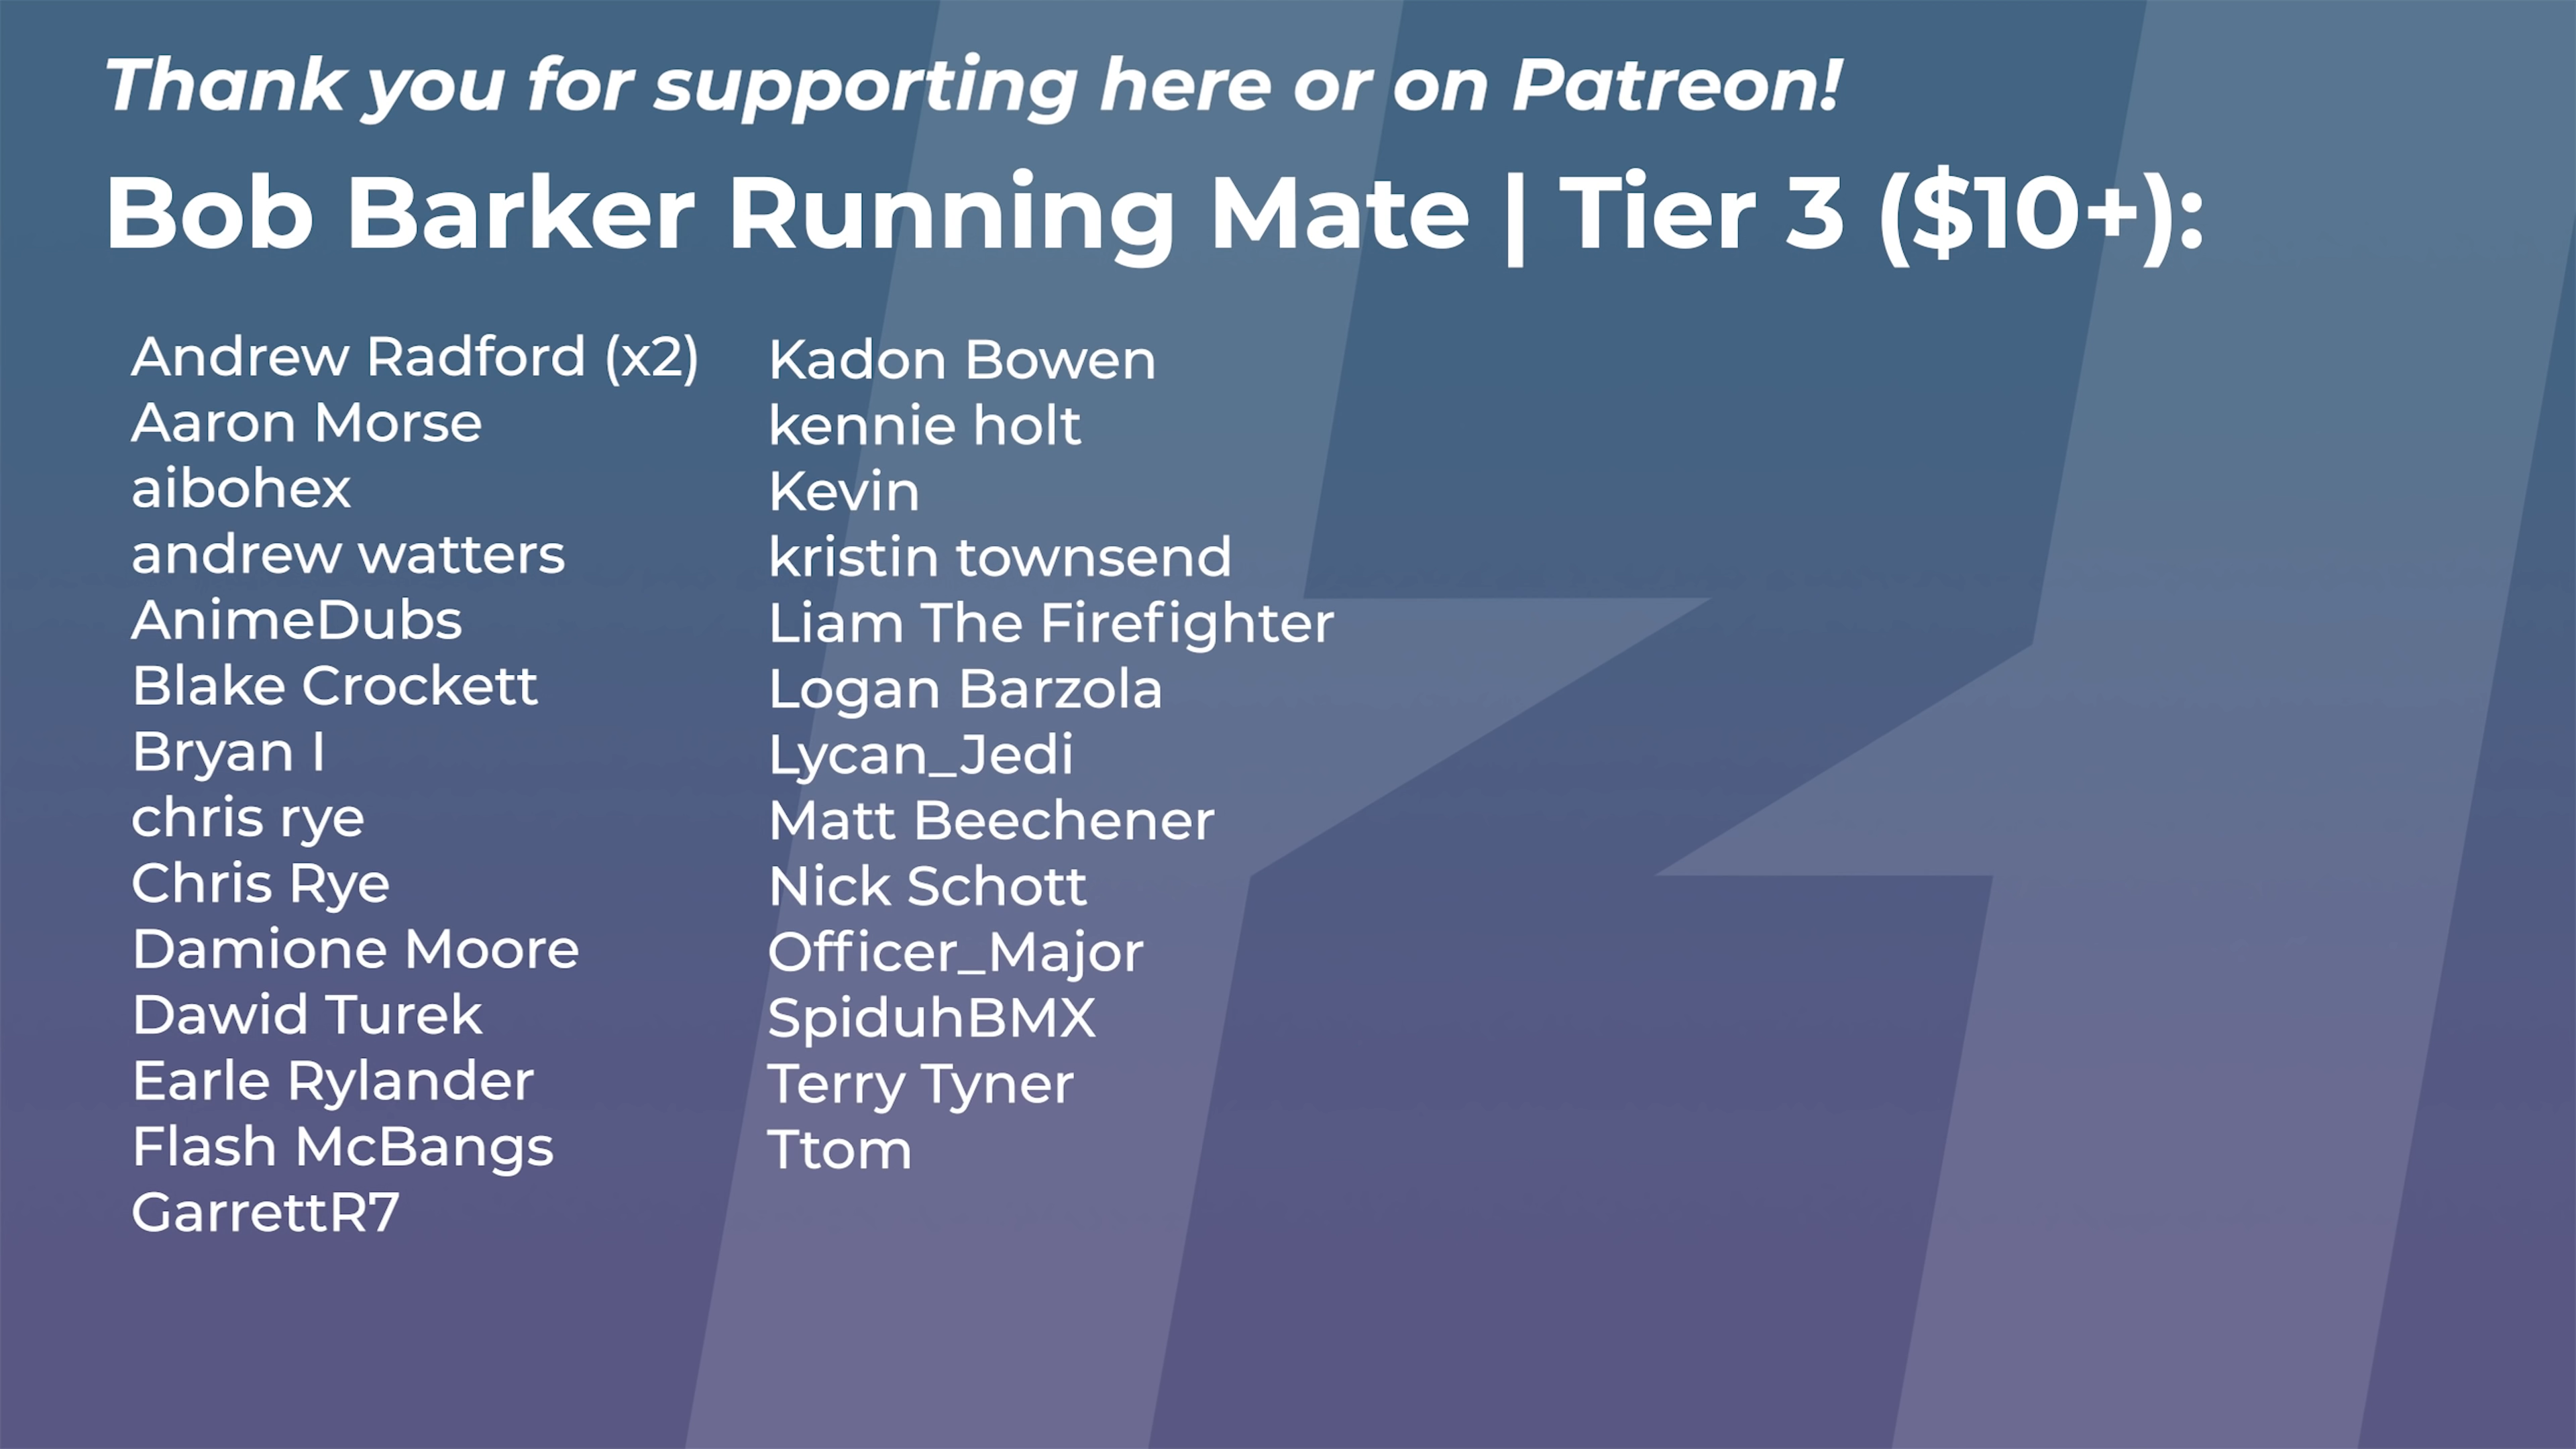 Thank you for supporting here or on Patreon!
Bob Barker Running Mate | Tier 3 ($10+):
Andrew Radford (x2)
Aaron Morse
aibohex
andrew watters
AnimeDubs
Blake Crockett
Bryan I
chris rye
Chris Rye
Damione Moore
Dawid Turek
Earle Rylander
Flash McBangs
GarrettR7
Kadon Bowen
kennie holt
Kevin
kristin townsend
Liam The Firefighter
Logan Barzola
Lycan_Jedi
Matt Beechener
Nick Schott
Officer_Major
SpiduhBMX
Terry Tyner
Ttom